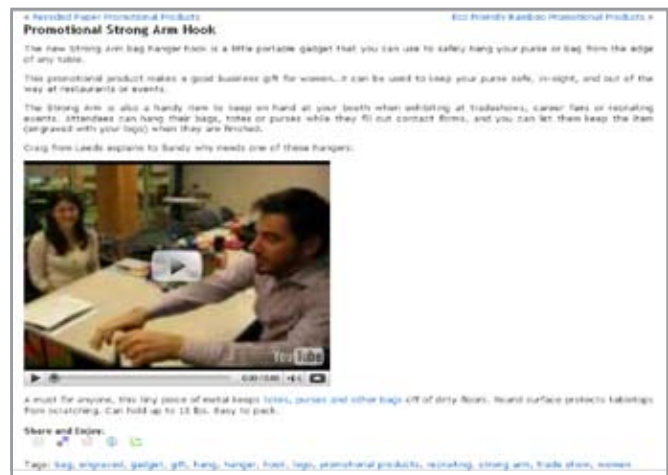 « Recycled Paper Promotional Products
Eco Friendly Bamboo Promotional Products »
Promotional Strong Arm Hook
The new Strong Arm bag hanger hook is a little portable gadget that you can use to safely hang your purse or bag from the edge
of any table.
This promotional product makes a good business gift for women...it can be used to keep your purse safe, in-sight, and out of the
way at restaurants or events.
The Strong Arm is also a handy item to keep on hand at your booth when exhibiting at tradeshows, career fairs or recruiting
events. Attendees can hang their bags, totes or purses while they fill out contact forms, and you can let them keep the item
(engraved with your logo) when they are finished.
Craig from Leeds explains to Sandy why needs one of these hangers:
YouTube
A must for anyone, this tiny piece of metal keeps totes, purses and other bags off of dirty floors. Round surface protects tabletops
from scratching. Can hold up to 15 lbs. Easy to pack.
Share and Enjoy:
Tags: bag, engraved, gadget, gift, hang, hanger, hook, logo, promotional products, recruiting, strong arm, trade show, women